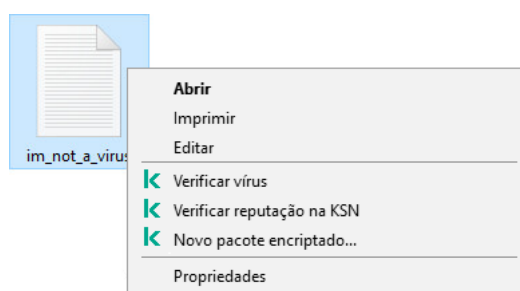 im_not_a_virus
Abrir
Imprimir
Editar
Verificar vírus
Verificar reputação na KSN
Novo pacote encriptado...
Propriedades